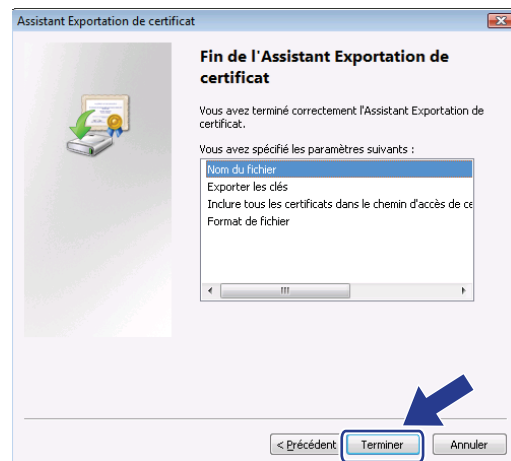 Assistant Exportation de certificat
Fin de l'Assistant Exportation de
certificat
Vous avez terminé correctement l'Assistant Exportation de
certificat.
Vous avez spécifié les paramètres suivants :
Nom du fichier
Exporter les clés
Inclure tous les certificats dans le chemin d'accès de ce
Format de fichier
< Précédent
Terminer
Annuler